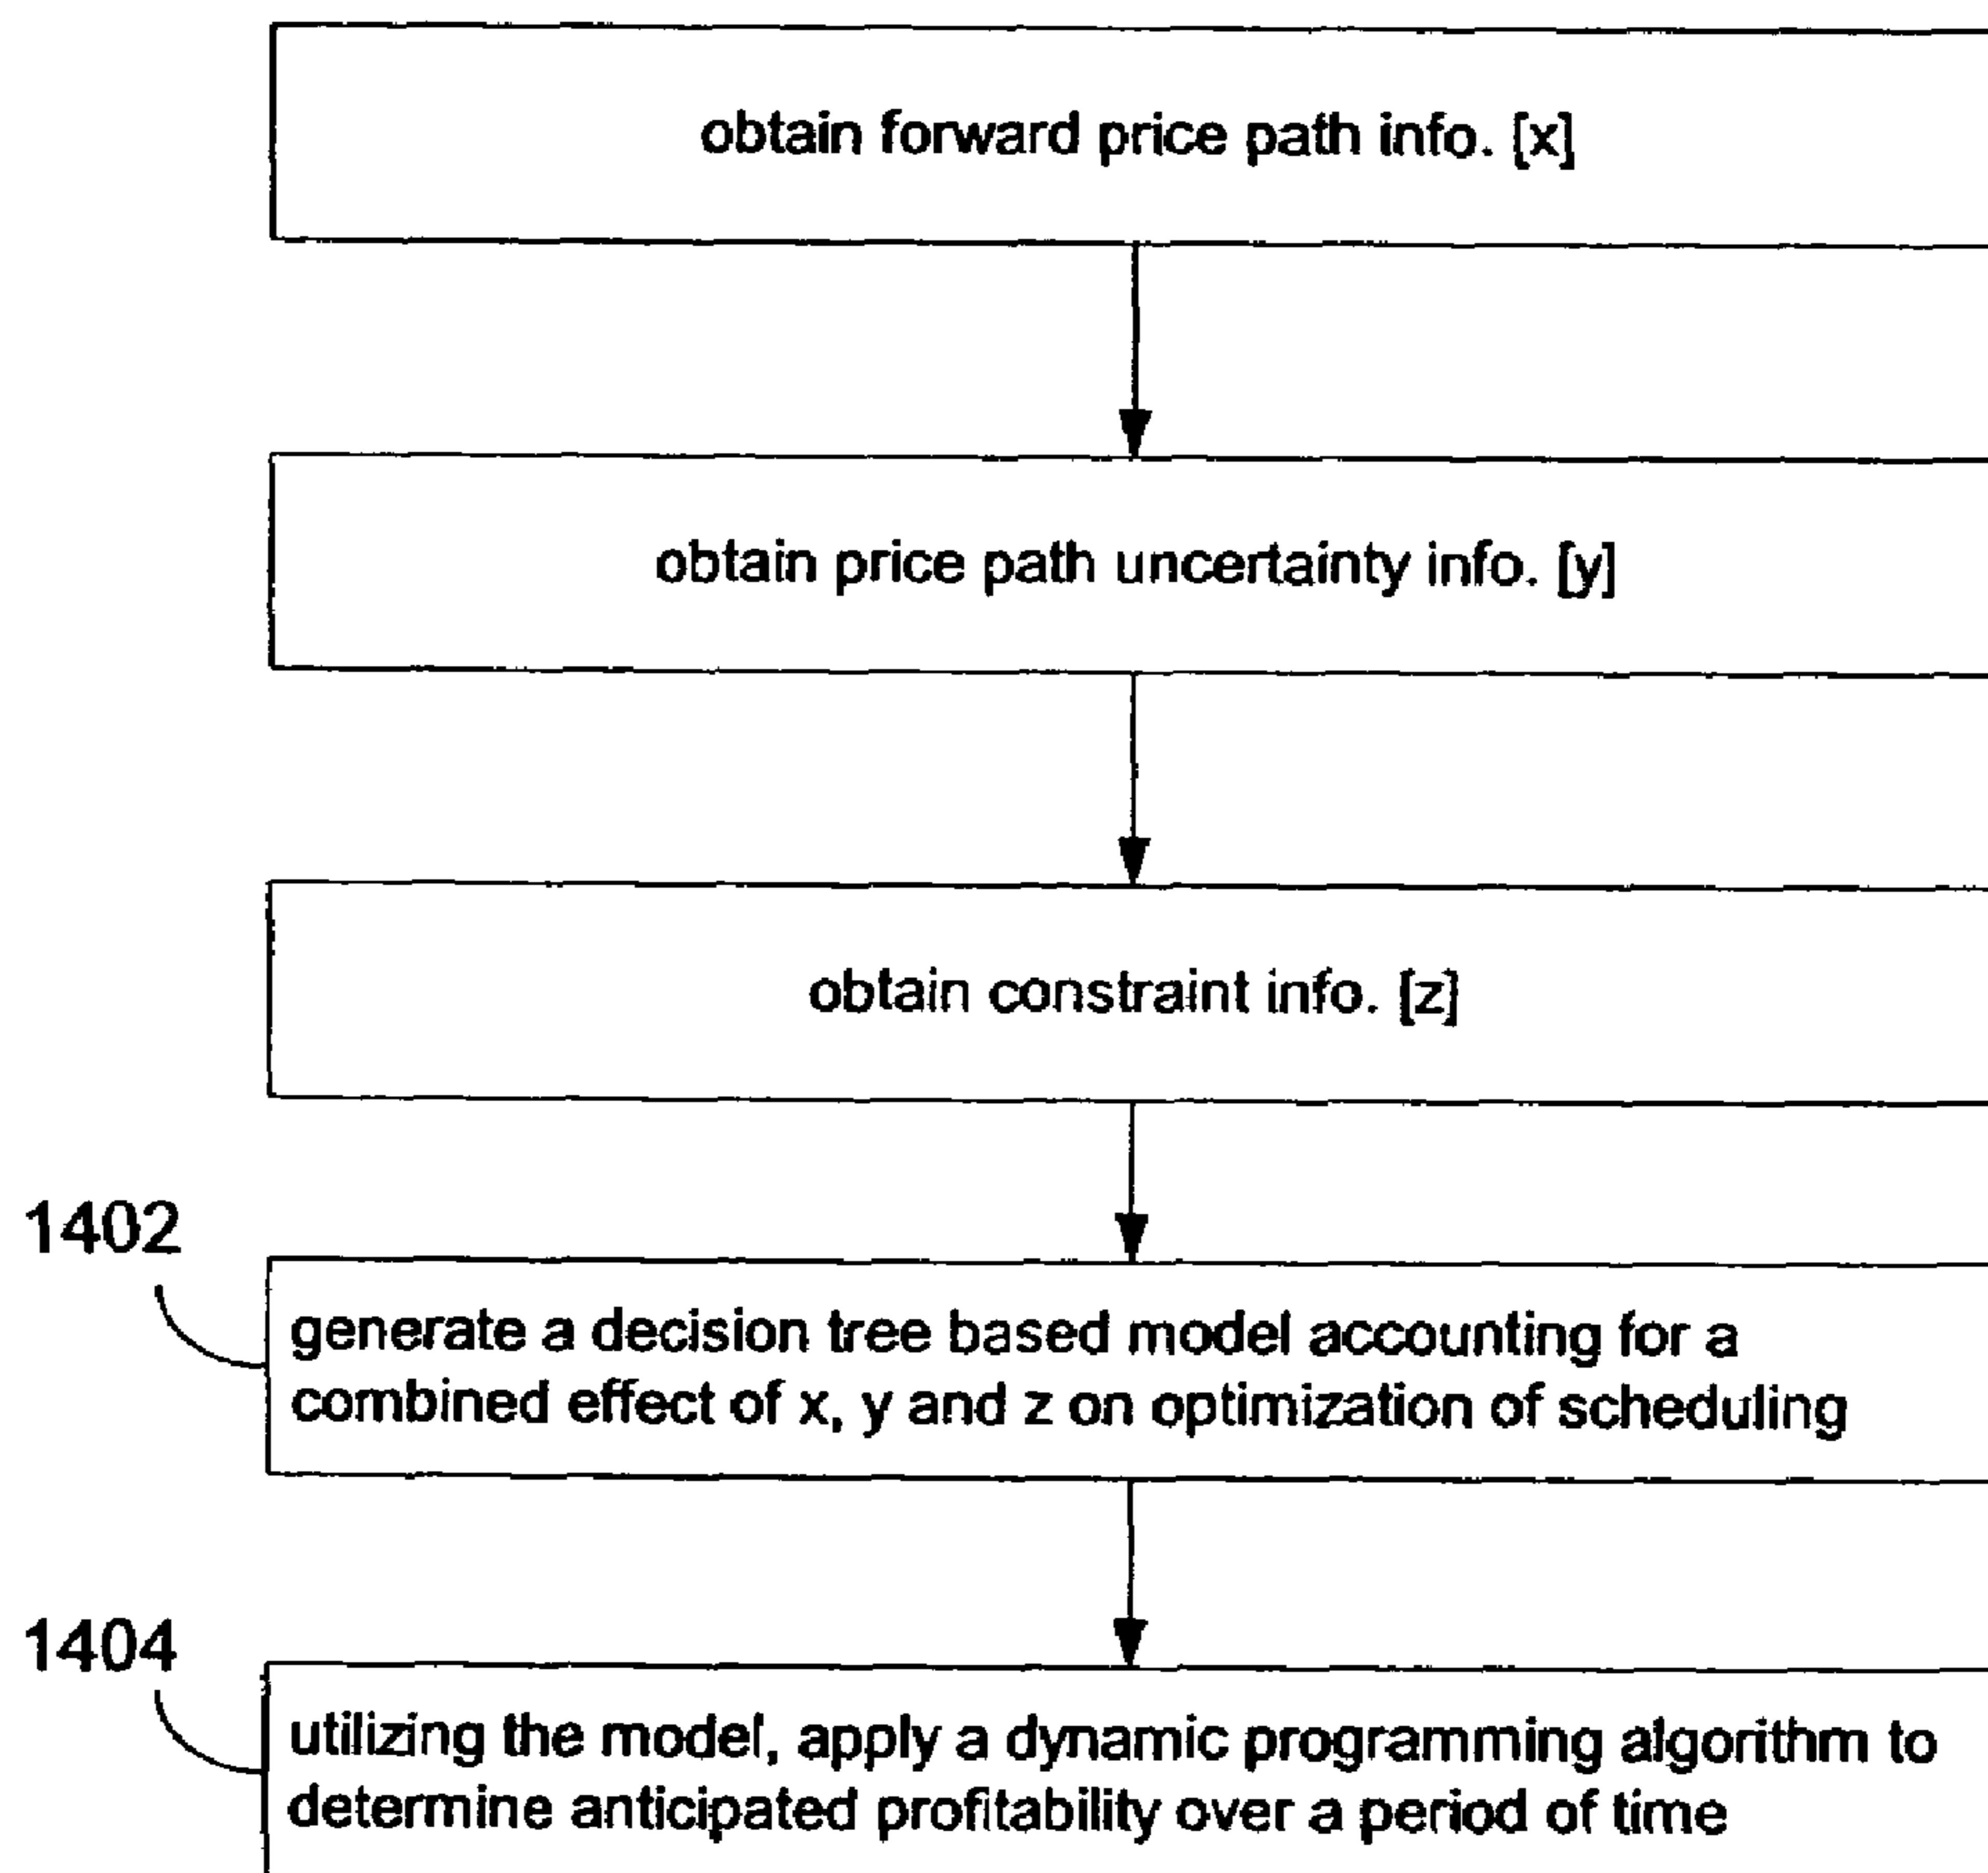 obtain forward price path info. [x]
obtain price path uncertainty info. [y]
obtain constraint info. [z]
1402
generate a decision tree based model accounting for a
combined effect of x, y and z on optimization of scheduling
1404
utilizing the model, apply a dynamic programming algorithm to
determine anticipated profitability over a period of time